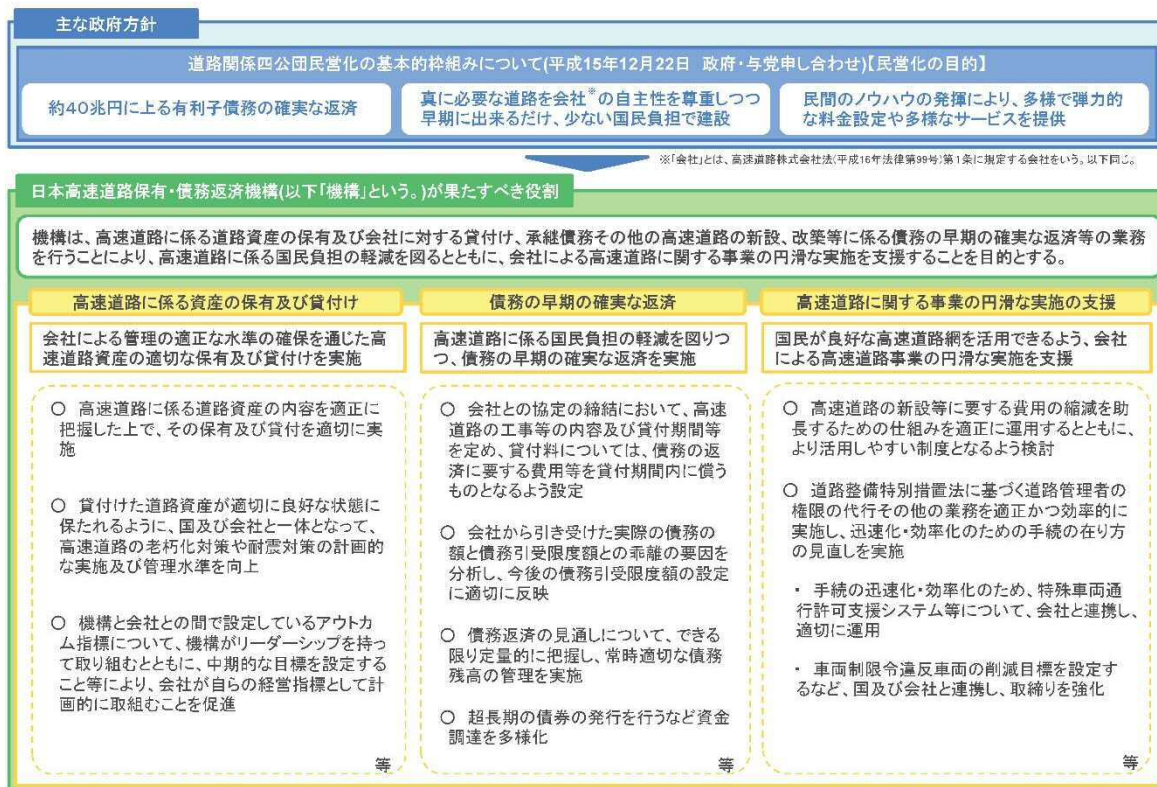 主な政府方針
道路関係四公団民営化の基本的枠組みについて(平成15年12月22日 政府・与党申し合わせ)【民営化の目的】
約40兆円に上る有利子債務の確実な返済
真に必要な道路を会社※の自主性を尊重しつつ
早期に出来るだけ、少ない国民負担で建設
民間のノウハウの発揮により、多様で弾力的
な料金設定や多様なサービスを提供
※「会社」とは、高速道路株式会社法(平成16年法律第99号)第1条に規定する会社をいう。以下同じ。
日本高速道路保有・債務返済機構(以下「機構」という。)が果たすべき役割
機構は、高速道路に係る道路資産の保有及び会社に対する貸付け、承継債務その他の高速道路の新設、改築等に係る債務の早期の確実な返済等の業務
を行うことにより、高速道路に係る国民負担の軽減を図るとともに、会社による高速道路に関する事業の円滑な実施を支援することを目的とする。
高速道路に係る資産の保有及び貸付け
会社による管理の適正な水準の確保を通じた高
速道路資産の適切な保有及び貸付けを実施
○ 高速道路に係る道路資産の内容を適正に
把握した上で、その保有及び貸付を適切に実
施
○ 貸付けた道路資産が適切に良好な状態に
保たれるように、国及び会社と一体となって、
高速道路の老朽化対策や耐震対策の計画的
な実施及び管理水準を向上
○ 機構と会社との間で設定しているアウトカ
ム指標について、機構がリーダーシップを持っ
て取り組むとともに、中期的な目標を設定する
こと等により、会社が自らの経営指標として計
画的に取組むことを促進
等
債務の早期の確実な返済
高速道路に係る国民負担の軽減を図りつ
つ、債務の早期の確実な返済を実施
○ 会社との協定の締結において、高速
道路の工事等の内容及び貸付期間等
を定め、貸付料については、債務の返
済に要する費用等を貸付期間内に償う
ものとなるよう設定
○ 会社から引き受けた実際の債務の
額と債務引受限度額との乖離の要因を
分析し、今後の債務引受限度額の設定
に適切に反映
○ 債務返済の見通しについて、できる
限り定量的に把握し、常時適切な債務
残高の管理を実施
○ 超長期の債券の発行を行うなど資金
調達を多様化
等
高速道路に関する事業の円滑な実施の支援
国民が良好な高速道路網を活用できるよう、会社
による高速道路事業の円滑な実施を支援
○ 高速道路の新設等に要する費用の縮減を助
長するための仕組みを適正に運用するとともに、
より活用しやすい制度となるよう検討
○ 道路整備特別措置法に基づく道路管理者の
権限の代行その他の業務を適正かつ効率的に
実施し、迅速化・効率化のための手続の在り方
の見直しを実施
・ 手続の迅速化・効率化のため、特殊車両通
行許可支援システム等について、会社と連携し、
適切に運用
・ 車両制限令違反車両の削減目標を設定す
るなど、国及び会社と連携し、取締りを強化
等